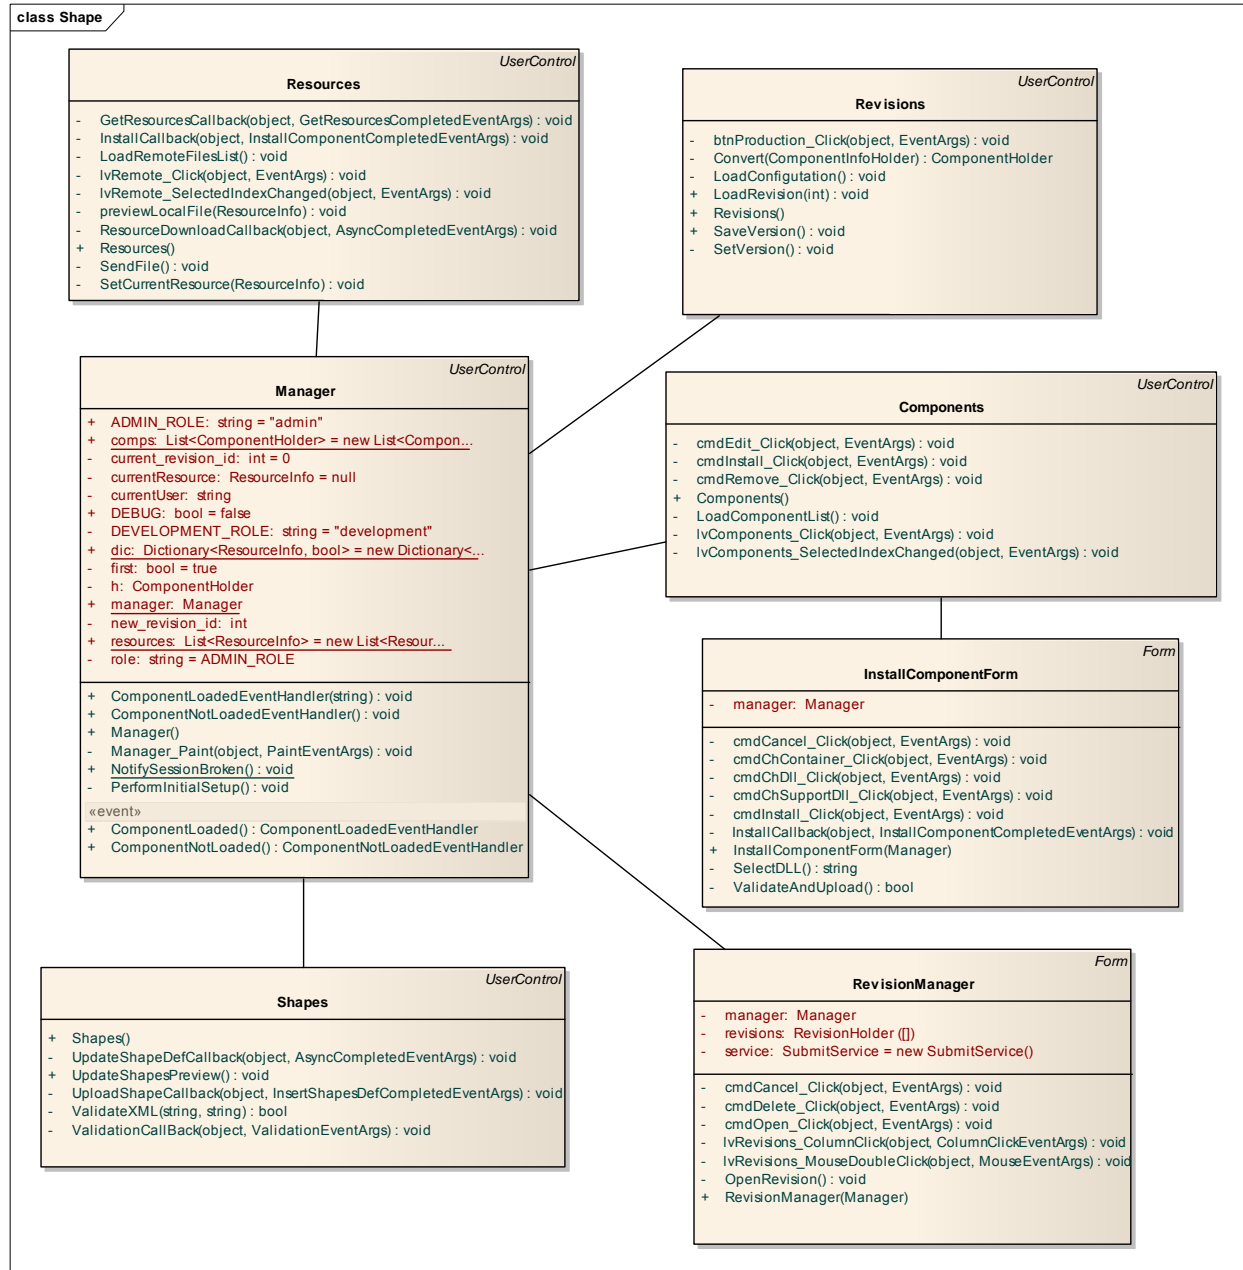 class Shape
UserControl
Resources
- GetResourcesCallback(object, GetResourcesCompletedEventArgs) : void
- InstallCallback(object, InstallComponentCompletedEventArgs) : void
- LoadRemoteFilesList() : void
- lvRemote_Click(object, EventArgs) : void
- lvRemote_SelectedIndexChanged(object, EventArgs) : void
- previewLocalFile(ResourceInfo) : void
- ResourceDownloadCallback(object, AsyncCompletedEventArgs) : void
+ Resources()
- SendFile() : void
- SetCurrentResource(ResourceInfo) : void
UserControl
Revisions
- btnProduction_Click(object, EventArgs) : void
- Convert(ComponentInfoHolder) : ComponentHolder
- LoadConfigutation() : void
+ LoadRevision(int) : void
+ Revisions()
+ SaveVersion() : void
- SetVersion() : void
UserControl
Manager
+ ADMIN_ROLE: string = "admin"
+ comps: List<ComponentHolder> = new List<Compon...
- current_revision_id: int = 0
- currentResource: ResourceInfo = null
- currentUser: string
+ DEBUG: bool = false
- DEVELOPMENT_ROLE: string = "development"
+ dic: Dictionary<ResourceInfo, bool> = new Dictionary<...
- first: bool = true
- h: ComponentHolder
+ manager: Manager
- new_revision_id: int
+ resources: List<ResourceInfo> = new List<Resour...
- role: string = ADMIN_ROLE
+ ComponentLoadedEventHandler(string) : void
+ ComponentNotLoadedEventHandler() : void
+ Manager()
- Manager_Paint(object, PaintEventArgs) : void
+ NotifySessionBroken() : void
- PerformInitialSetup() : void
«event»
+ ComponentLoaded() : ComponentLoadedEventHandler
+ ComponentNotLoaded() : ComponentNotLoadedEventHandler
UserControl
Components
- cmdEdit_Click(object, EventArgs) : void
- cmdInstall_Click(object, EventArgs) : void
- cmdRemove_Click(object, EventArgs) : void
+ Components()
- LoadComponentList() : void
- lvComponents_Click(object, EventArgs) : void
- lvComponents_SelectedIndexChanged(object, EventArgs) : void
Form
InstallComponentForm
- manager: Manager
- cmdCancel_Click(object, EventArgs) : void
- cmdChContainer_Click(object, EventArgs) : void
- cmdChDll_Click(object, EventArgs) : void
- cmdChSupportDll_Click(object, EventArgs) : void
- cmdInstall_Click(object, EventArgs) : void
- InstallCallback(object, InstallComponentCompletedEventArgs) : void
+ InstallComponentForm(Manager)
- SelectDLL() : string
- ValidateAndUpload() : bool
UserControl
Shapes
+ Shapes()
- UpdateShapeDefCallback(object, AsyncCompletedEventArgs) : void
+ UpdateShapesPreview() : void
- UploadShapeCallback(object, InsertShapesDefCompletedEventArgs) : void
- ValidateXML(string, string) : bool
- ValidationCallBack(object, ValidationEventArgs) : void
Form
RevisionManager
- manager: Manager
- revisions: RevisionHolder ([])
- service: SubmitService = new SubmitService()
- cmdCancel_Click(object, EventArgs) : void
- cmdDelete_Click(object, EventArgs) : void
- cmdOpen_Click(object, EventArgs) : void
- lvRevisions_ColumnClick(object, ColumnClickEventArgs) : void
- lvRevisions_MouseDoubleClick(object, MouseEventArgs) : void
- OpenRevision() : void
+ RevisionManager(Manager)